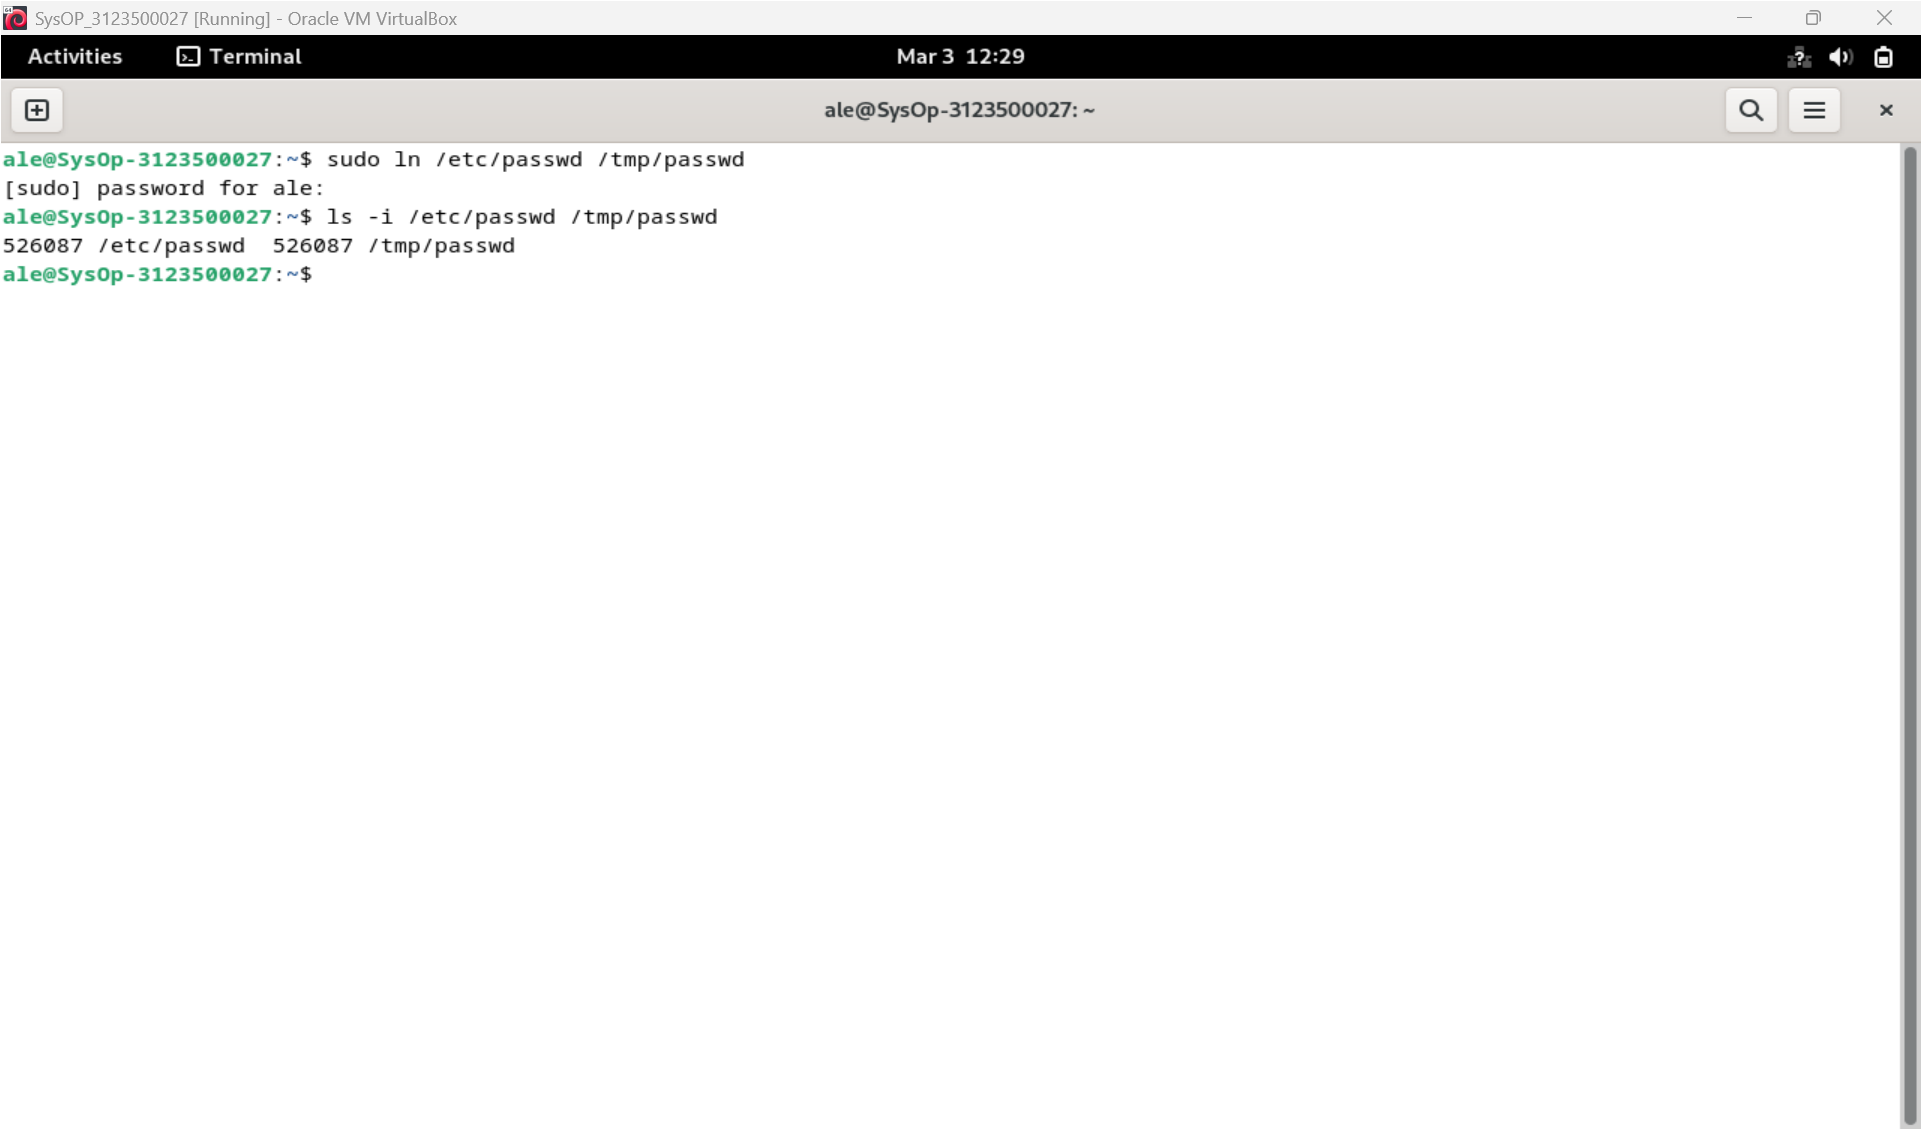 SysOP_3123500027 [Running] - Oracle VM VirtualBox
Activities Terminal Mar 3 12:29
ale@SysOp-3123500027: ~
ale@SysOp-3123500027:~$ sudo ln /etc/passwd /tmp/passwd
[sudo] password for ale:
ale@SysOp-3123500027:~$ ls -i /etc/passwd /tmp/passwd
526087 /etc/passwd  526087 /tmp/passwd
ale@SysOp-3123500027:~$